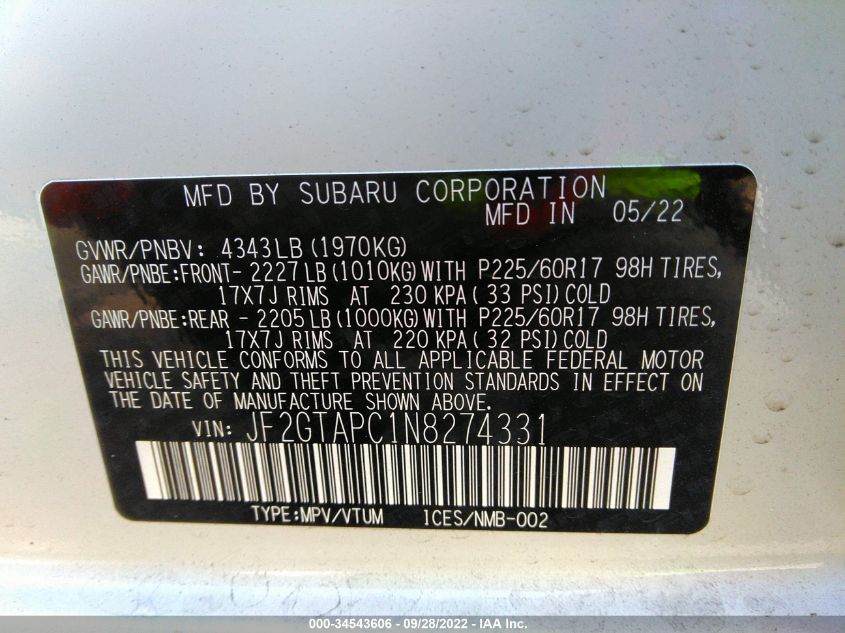 MFD BY SUBARU CORPORATION
MFD IN 05/22
GVWR/PNBV: 4343LB (1970KG)
GAWR/PNBE:FRONT- 2227LB (1010KG) WITH P225/60R17 98H TIRES,
17X7J RIMS AT 230 KPA ( 33 PSI) COLD
GAWR/PNBE:REAR - 2205LB (1000KG) WITH P225/60R17 98H TIRES,
17X7J RIMS AT 220 KPA ( 32 PSI) COLD
THIS VEHICLE CONFORMS TO ALL APPLICABLE FEDERAL MOTOR
VEHICLE SAFETY AND THEFT PREVENTION STANDARDS IN EFFECT ON
THE DATE OF MANUFACTURE SHOWN ABOVE.
VIN: JF2GTAPC1N8274331
TYPE:MPV/VTUM ICES/NMB-002
000-34543606 - 09/28/2022 - IAA Inc.